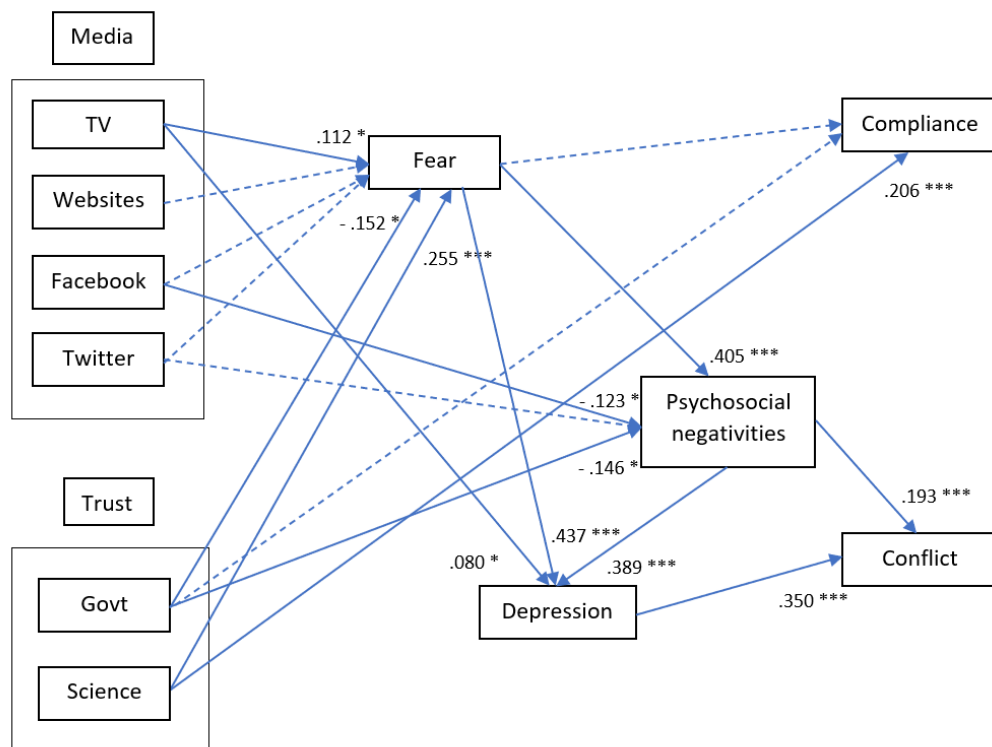 Media
TV
Websites
Facebook
Twitter
Trust
Govt
Science
.112 *
Fear
- .152 *
.255 ***
Compliance
.206 ***
.405 ***
- .123 *
Psychosocial
negativities
- .146 *
.193 ***
.437 ***
.080 *
.389 ***
Conflict
Depression
.350 ***